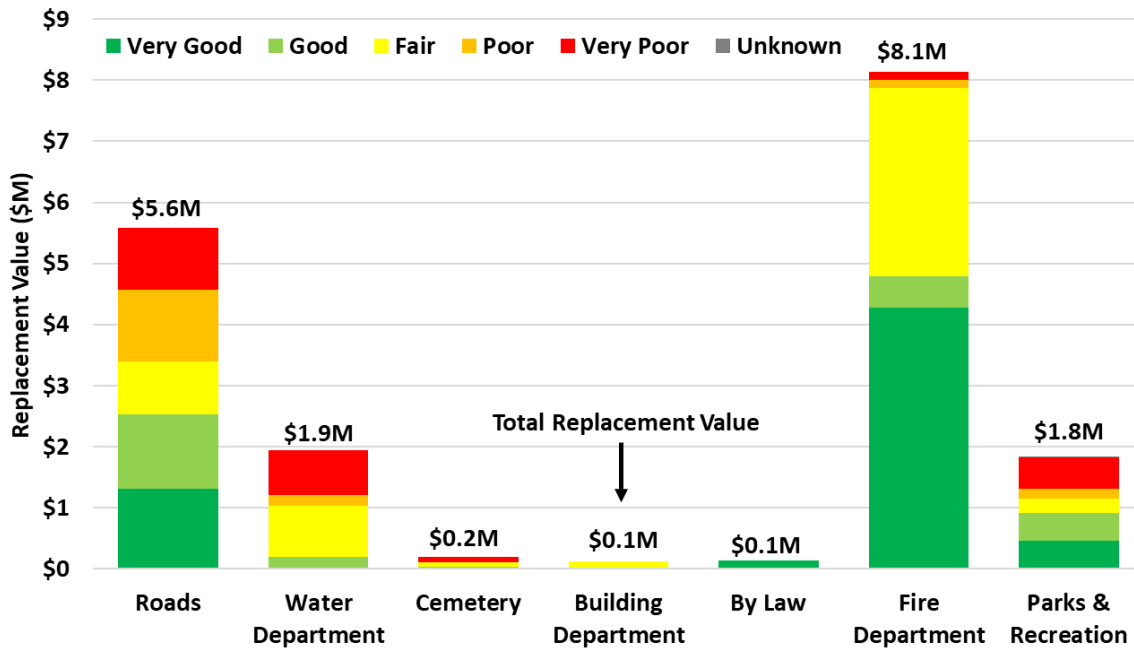 Replacement Value ($M)
$9
$8
$7
$6
$5
$4
$3
$2
$1
$0
Very Good Good Fair Poor Very Poor Unknown
$5.6M
$1.9M
$0.2M
$0.1M
$0.1M
$8.1M
$1.8M
Total Replacement Value
Roads
Water
Department
Cemetery
Building
Department
By Law
Fire
Department
Parks &
Recreation